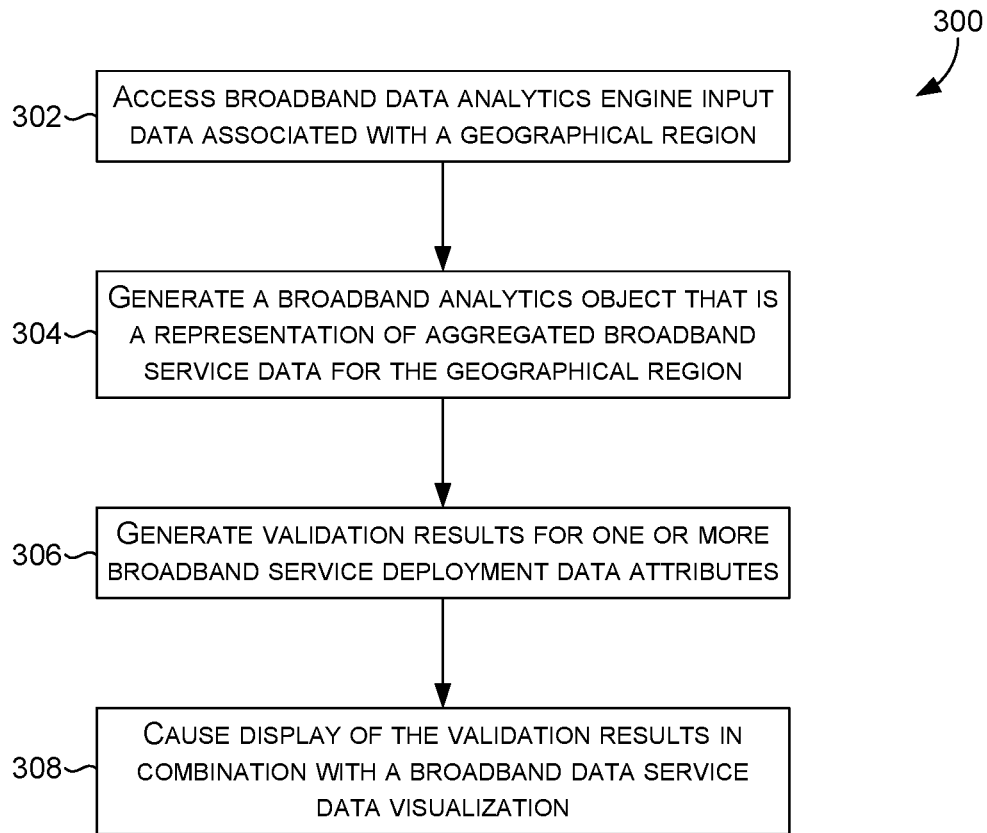 300
302
ACCESS BROADBAND DATA ANALYTICS ENGINE INPUT
DATA ASSOCIATED WITH A GEOGRAPHICAL REGION
304
GENERATE A BROADBAND ANALYTICS OBJECT THAT IS
A REPRESENTATION OF AGGREGATED BROADBAND
SERVICE DATA FOR THE GEOGRAPHICAL REGION
306
GENERATE VALIDATION RESULTS FOR ONE OR MORE
BROADBAND SERVICE DEPLOYMENT DATA ATTRIBUTES
308
CAUSE DISPLAY OF THE VALIDATION RESULTS IN
COMBINATION WITH A BROADBAND DATA SERVICE
DATA VISUALIZATION